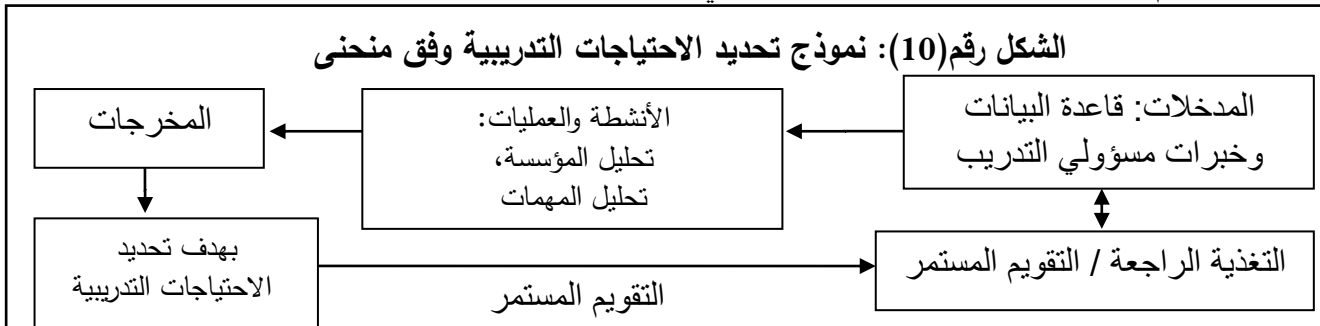 الشكل رقم(10): نموذج تحديد الاحتياجات التدريبية وفق منحنى
المدخلات: قاعدة البيانات
وخبرات مسؤولي التدريب
الأنشطة والعمليات:
تحليل المؤسسة،
تحليل المهمات
المخرجات
بهدف تحديد
الاحتياجات التدريبية
التقويم المستمر
التغذية الراجعة / التقويم المستمر